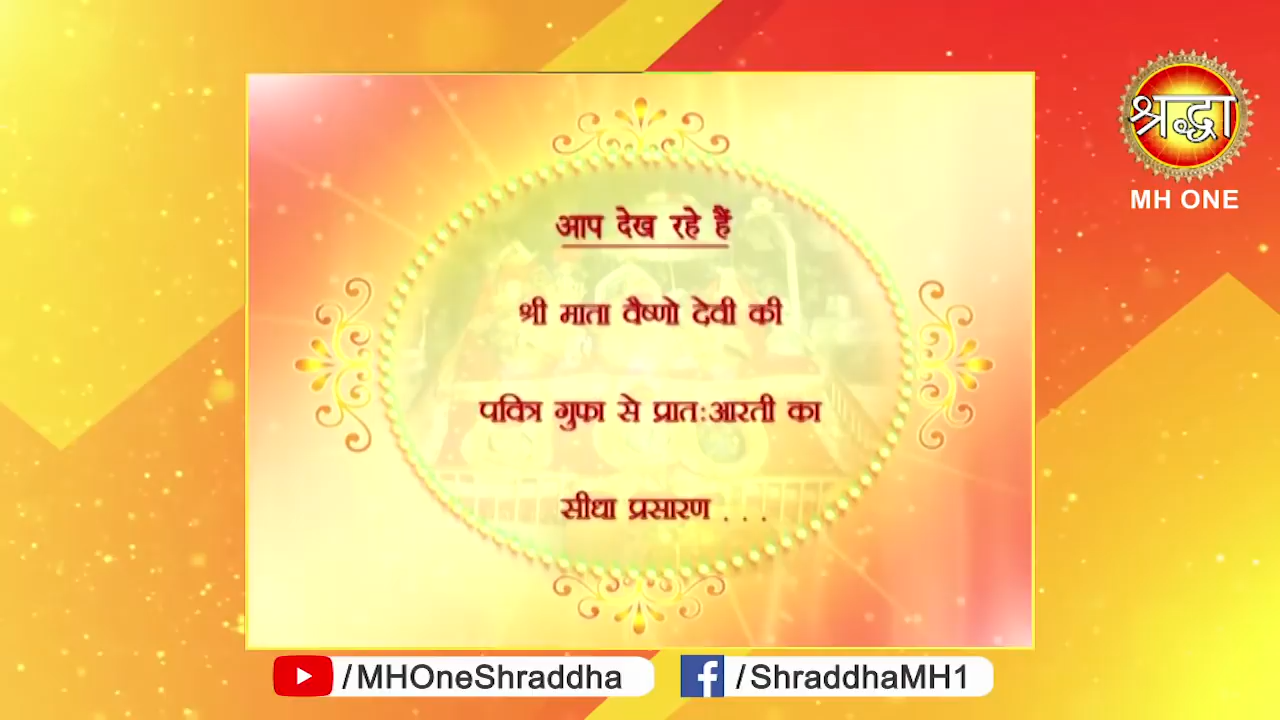 श्रद्धा
MH ONE
आप देख रहे हैं
श्री माता वैष्णो देवी की
पवित्र गुफा से प्रातःआरती का
सीधा प्रसारण . . .
/MHOneShraddha
/ShraddhaMH1